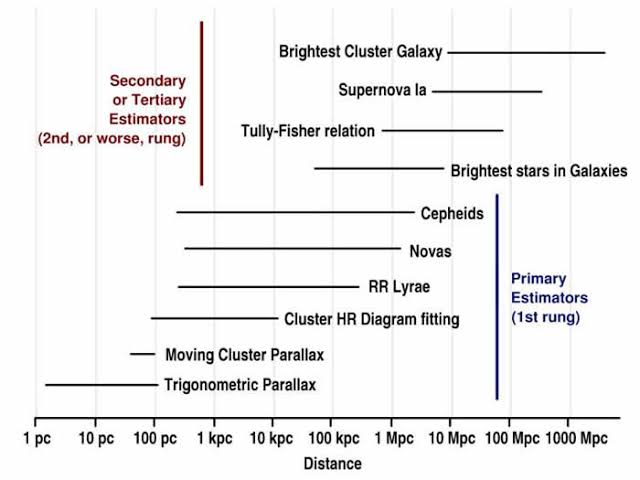 Brightest Cluster Galaxy
Secondary
or Tertiary
Estimators
(2nd, or worse, rung)
Supernova Ia
Tully-Fisher relation
Brightest stars in Galaxies
Cepheids
Novas
RR Lyrae
Primary
Estimators
(1st rung)
Cluster HR Diagram fitting
Moving Cluster Parallax
Trigonometric Parallax
1 pc 10 pc 100 pc 1 kpc 10 kpc 100 kpc 1 Mpc 10 Mpc 100 Mpc 1000 Mpc
Distance